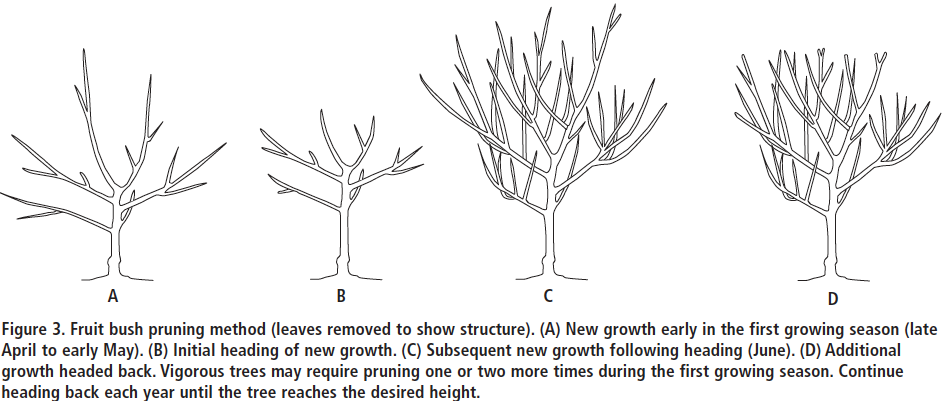 A B C D
Figure 3. Fruit bush pruning method (leaves removed to show structure). (A) New growth early in the first growing season (late
April to early May). (B) Initial heading of new growth. (C) Subsequent new growth following heading (June). (D) Additional
growth headed back. Vigorous trees may require pruning one or two more times during the first growing season. Continue
heading back each year until the tree reaches the desired height.